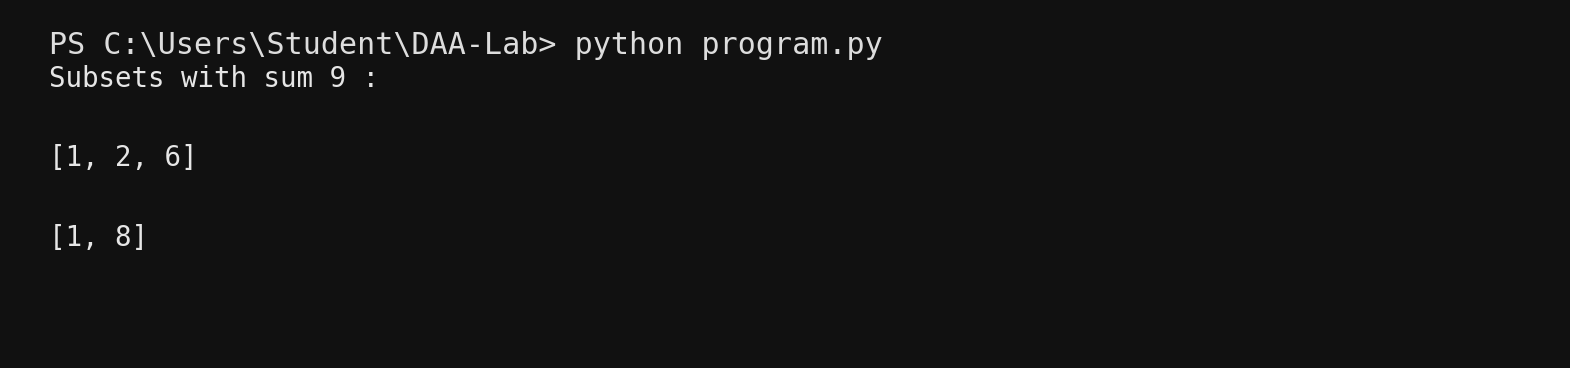 PS C:\Users\Student\DAA-Lab> python program.py
Subsets with sum 9 :
[1, 2, 6]
[1, 8]